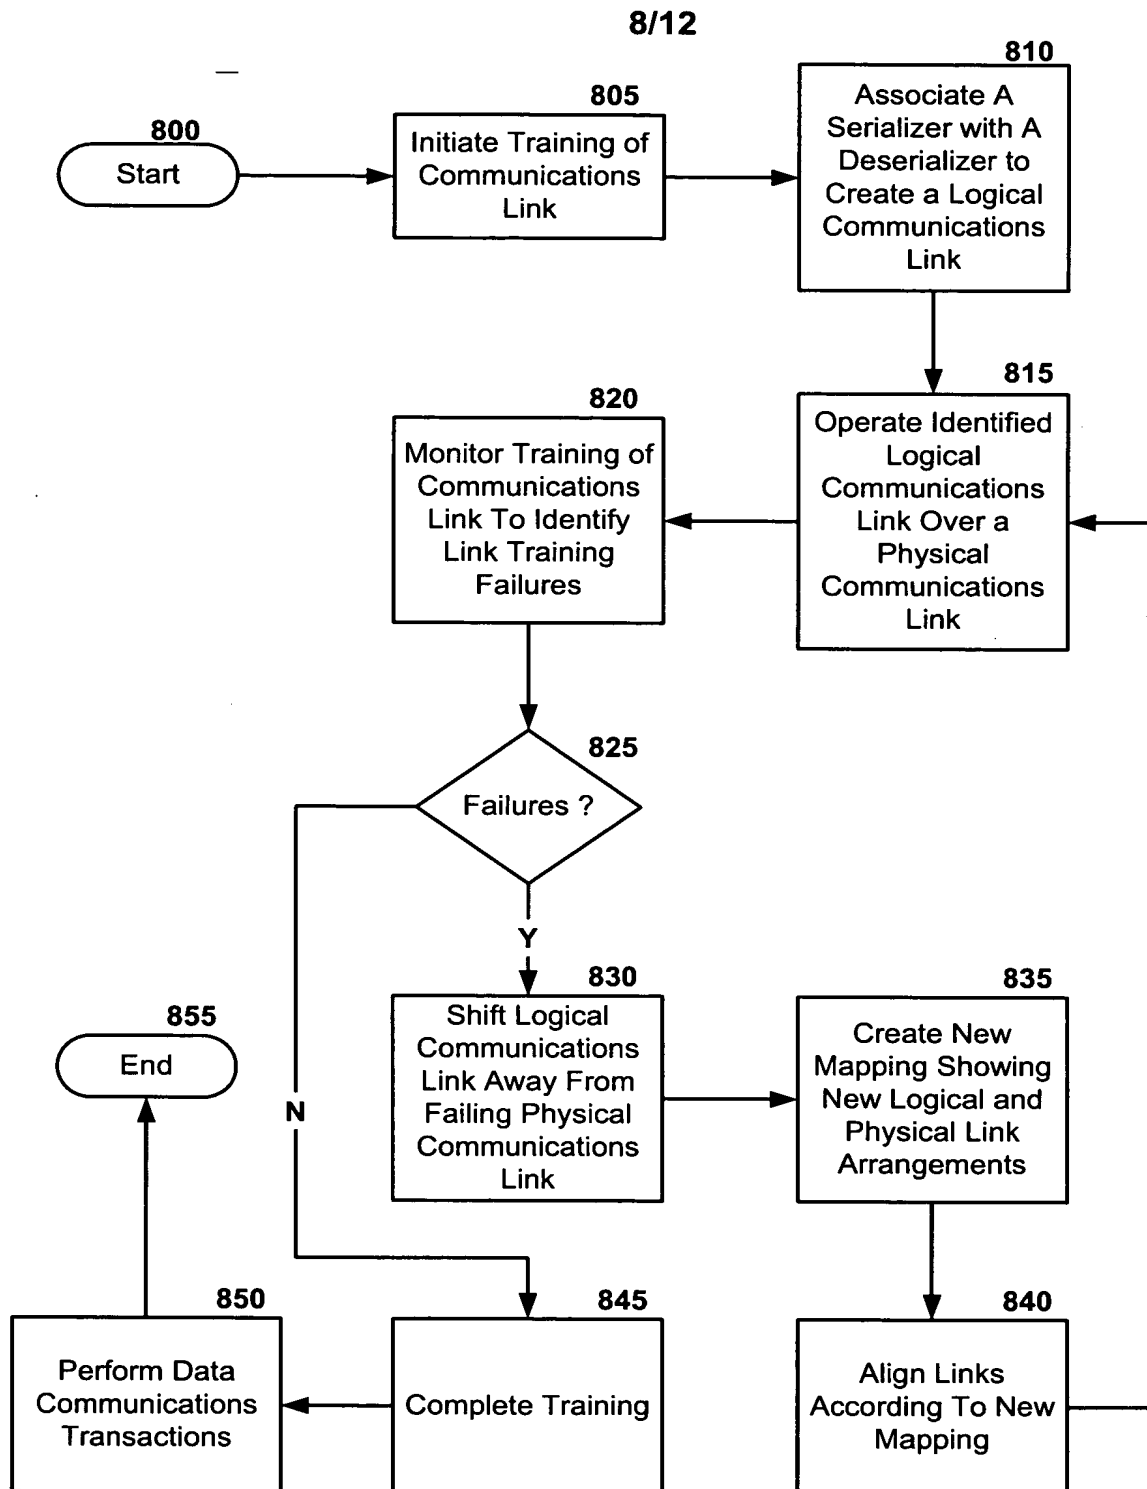 8/12
800
Start
805
Initiate Training of
Communications
Link
810
Associate A
Serializer with A
Deserializer to
Create a Logical
Communications
Link
815
Operate Identified
Logical
Communications
Link Over a
Physical
Communications
Link
820
Monitor Training of
Communications
Link To Identify
Link Training
Failures
825
Failures ?
Y
N
830
Shift Logical
Communications
Link Away From
Failing Physical
Communications
Link
835
Create New
Mapping Showing
New Logical and
Physical Link
Arrangements
840
Align Links
According To New
Mapping
845
Complete Training
850
Perform Data
Communications
Transactions
855
End